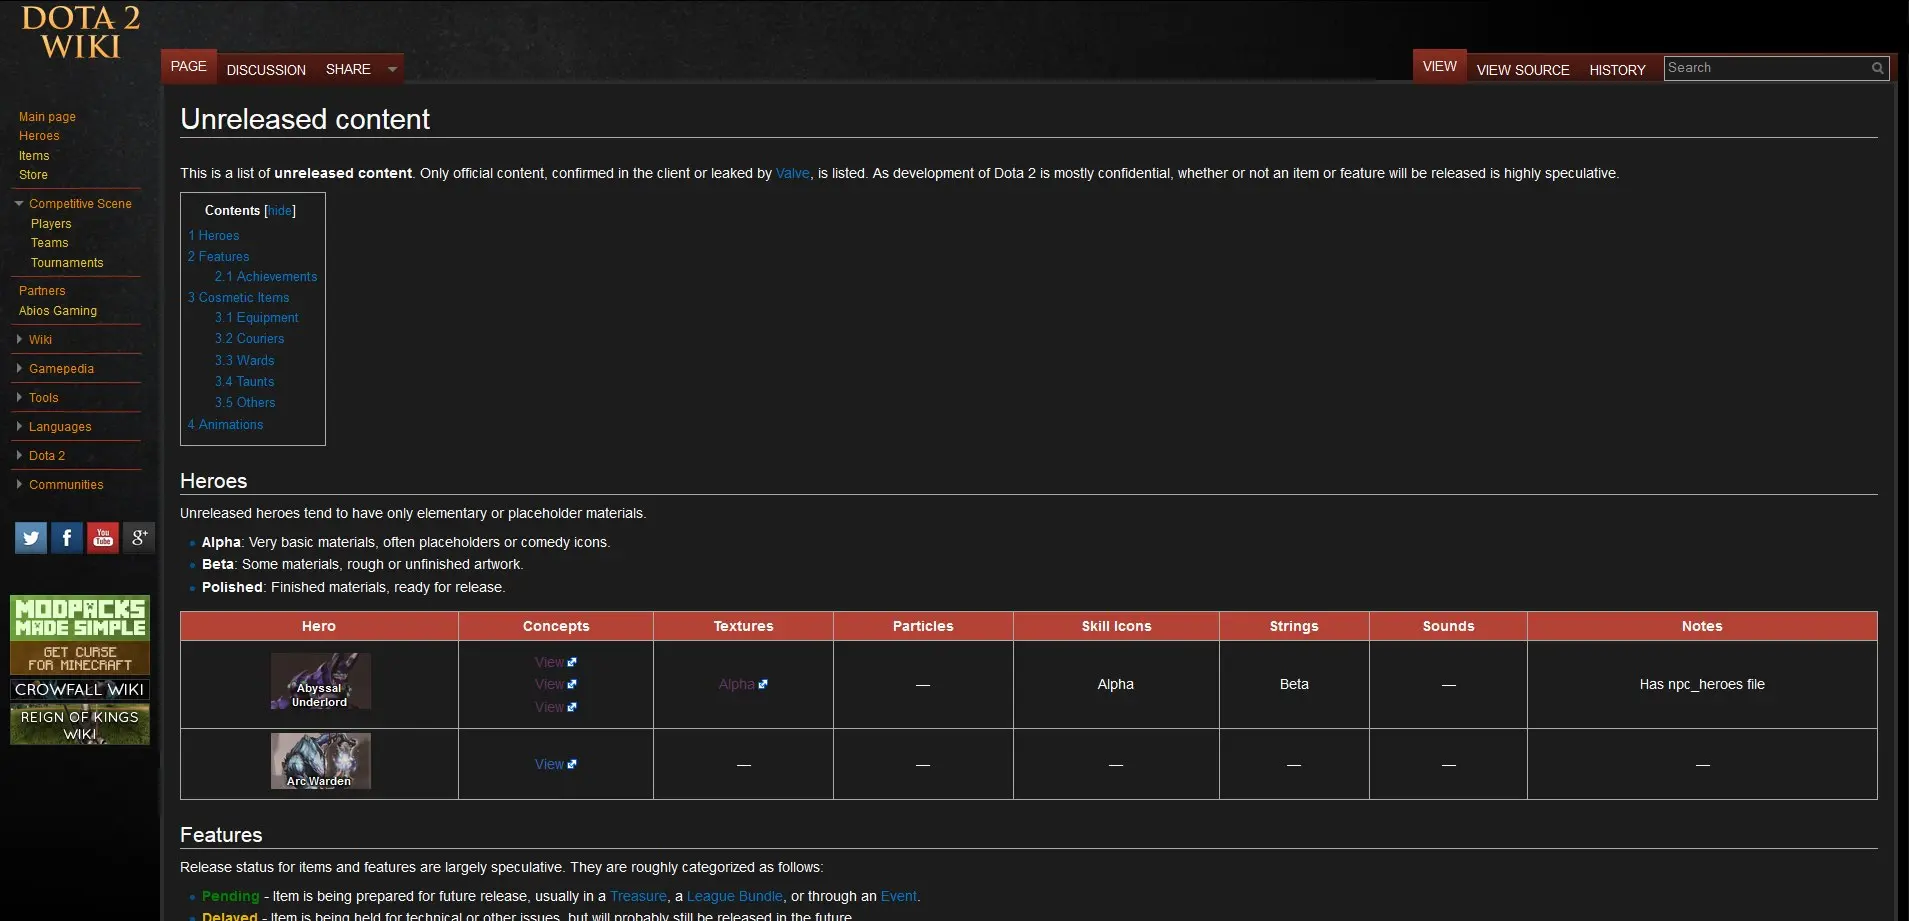 DOTA 2
WIKI
PAGE
DISCUSSION
SHARE
VIEW
VIEW SOURCE
HISTORY
Search
Main page
Heroes
Items
Store
Competitive Scene
Players
Teams
Tournaments
Partners
Abios Gaming
Wiki
Gamepedia
Tools
Languages
Dota 2
Communities
You
Tube
g+
MODPACKS
MADE SIMPLE
GET CURSE
FOR MINECRAFT
CROWFALL WIKI
REIGN OF KINGS
WIKI
Unreleased content
This is a list of unreleased content. Only official content, confirmed in the client or leaked by Valve, is listed. As development of Dota 2 is mostly confidential, whether or not an item or feature will be released is highly speculative.
Contents [hide]
1 Heroes
2 Features
2.1 Achievements
3 Cosmetic Items
3.1 Equipment
3.2 Couriers
3.3 Wards
3.4 Taunts
3.5 Others
4 Animations
Heroes
Unreleased heroes tend to have only elementary or placeholder materials.
Alpha: Very basic materials, often placeholders or comedy icons.
Beta: Some materials, rough or unfinished artwork.
Polished: Finished materials, ready for release.
Hero Concepts Textures Particles Skill Icons Strings Sounds Notes
Abyssal
Underlord
View
View
View
Alpha
—
Alpha
Beta
—
Has npc_heroes file
Arc Warden
View
—
—
—
—
—
—
Features
Release status for items and features are largely speculative. They are roughly categorized as follows:
Pending - Item is being prepared for future release, usually in a Treasure, a League Bundle, or through an Event.
Delayed - Item is being held for technical or other issues, but will probably still be released in the future.